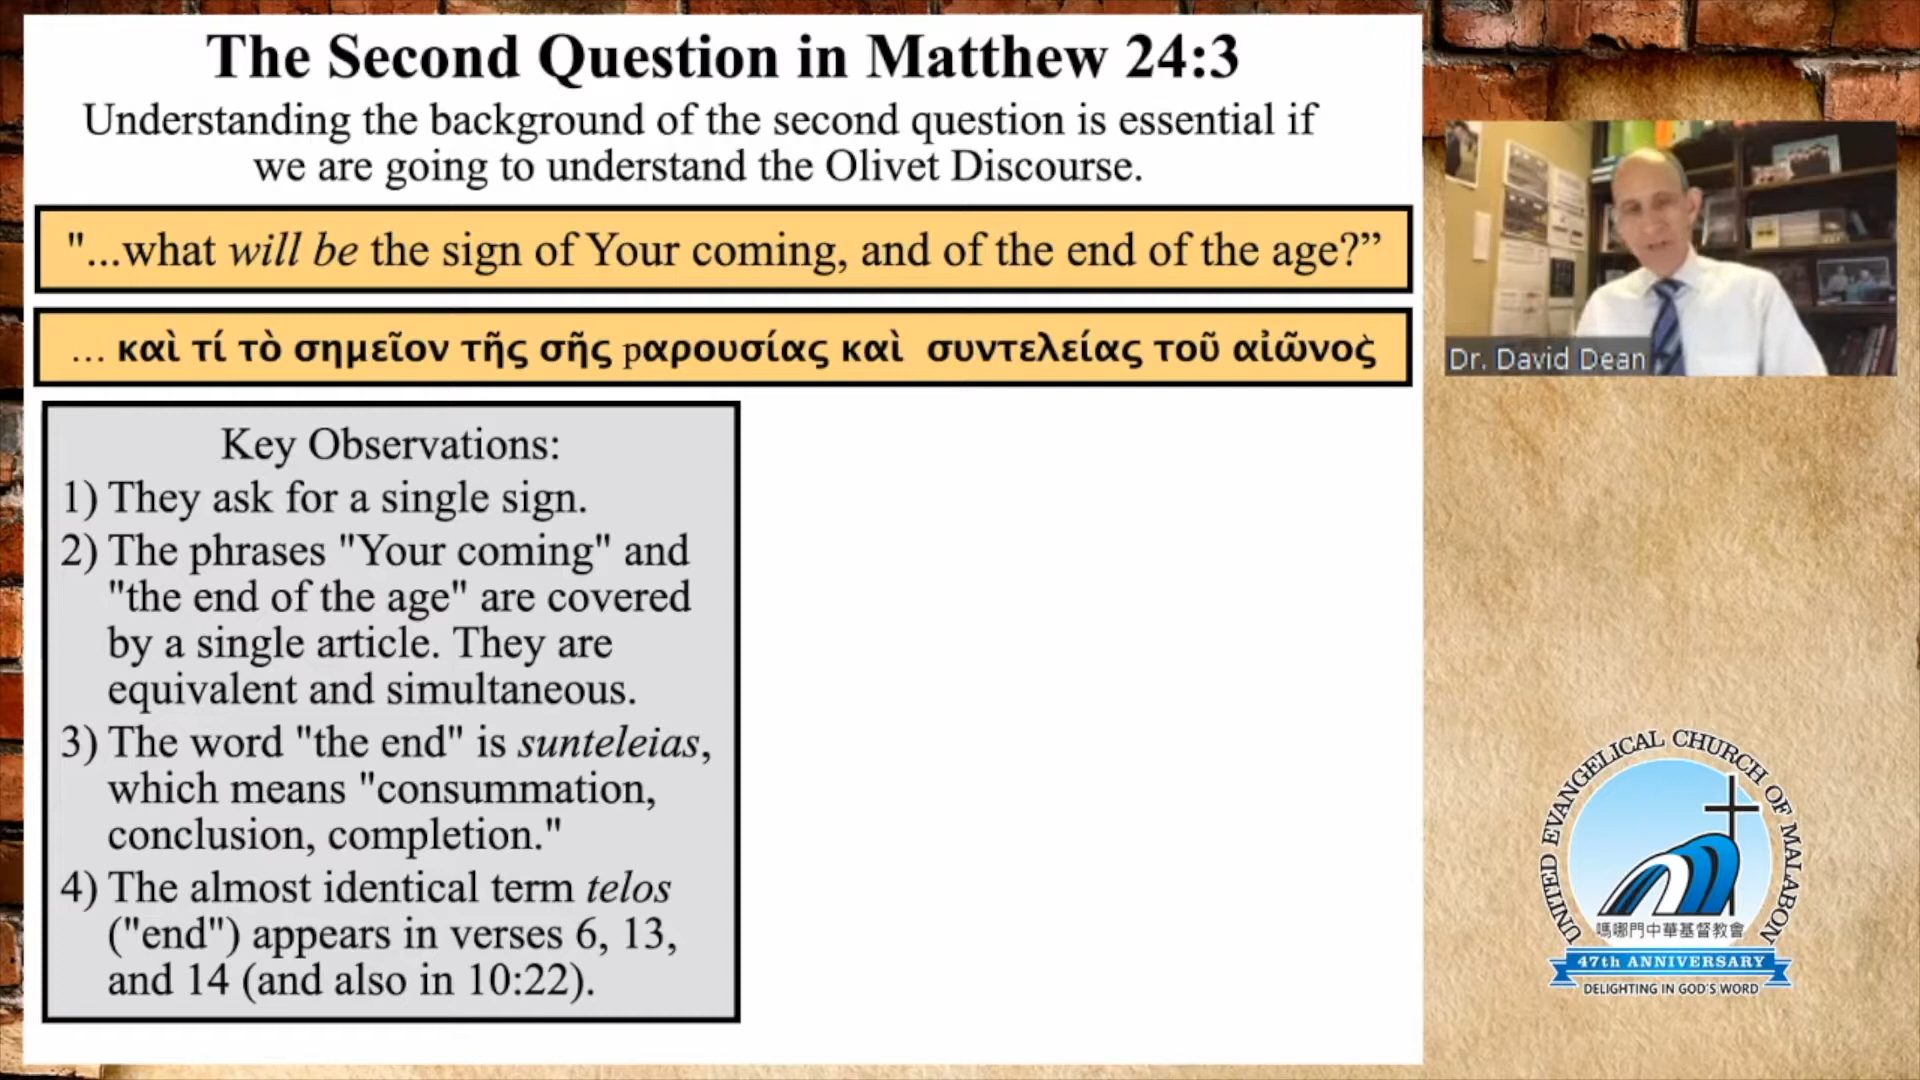 The Second Question in Matthew 24:3
Understanding the background of the second question is essential if
we are going to understand the Olivet Discourse.
"...what will be the sign of Your coming, and of the end of the age?”
... καὶ τί τὸ σημεῖον τῆς σῆς pαρουσίας καὶ συντελείας τοῦ αἰῶνος̀
Key Observations:
1) They ask for a single sign.
2) The phrases "Your coming" and
"the end of the age" are covered
by a single article. They are
equivalent and simultaneous.
3) The word "the end" is sunteleias,
which means "consummation,
conclusion, completion."
4) The almost identical term telos
("end") appears in verses 6, 13,
and 14 (and also in 10:22).
Dr. David Dean
UNITED EVANGELICAL CHURCH OF MALABON
嗎哪門中華基督教會
47th ANNIVERSARY
DELIGHTING IN GOD'S WORD